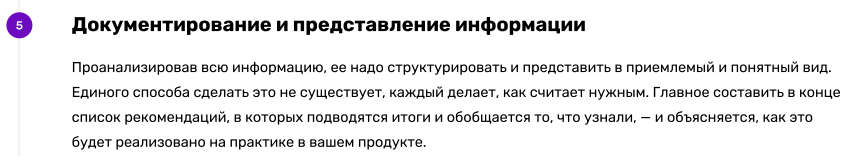 5
Документирование и представление информации
Проанализировав всю информацию, ее надо структурировать и представить в приемлемый и понятный вид.
Единого способа сделать это не существует, каждый делает, как считает нужным. Главное составить в конце
список рекомендаций, в которых подводятся итоги и обобщается то, что узнали, — и объясняется, как это
будет реализовано на практике в вашем продукте.